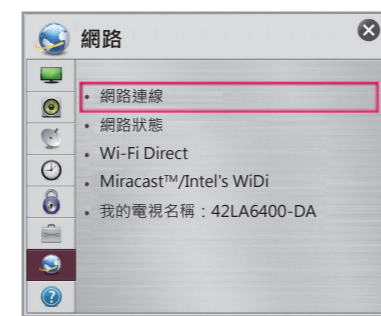 網路
網路連線
網路狀態
Wi-Fi Direct
Miracast™/Intel's WiDi
我的電視名稱：42LA6400-DA